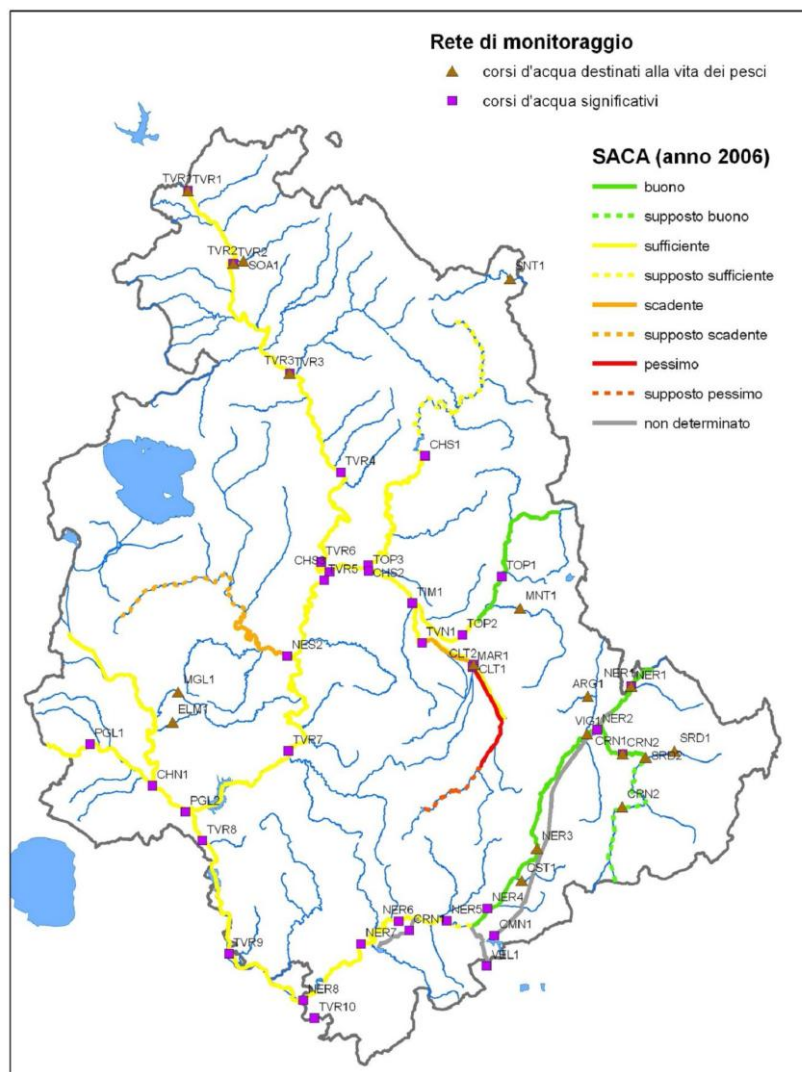 Rete di monitoraggio
corsi d'acqua destinati alla vita dei pesci
corsi d'acqua significativi
SACA (anno 2006)
buono
supposto buono
sufficiente
supposto sufficiente
scadente
supposto scadente
pessimo
supposto pessimo
non determinato
TVR1 TVR1
TVR2 TVR2
SOA1
SNT1
TVR3 TVR3
CHS1
TVR4
TVR6
TOP3
CHS
TVR5
CHS2
TOP1
TIM1
MNT1
TOP2
TVN1
NES2
CLT2 MAR1
CLT1
NER1 NER1
MGL1
ARG1
ELM1
NER2
VIG1
PGL1
CRN1 CRN2
SRD1
TVR7
SRD2
CHN1
PGL2
CRN2
TVR8
NER3
CST1
NER4
NER6
CRN1
NER5
CMN1
NER7
TVR9
VEL1
NER8
TVR10